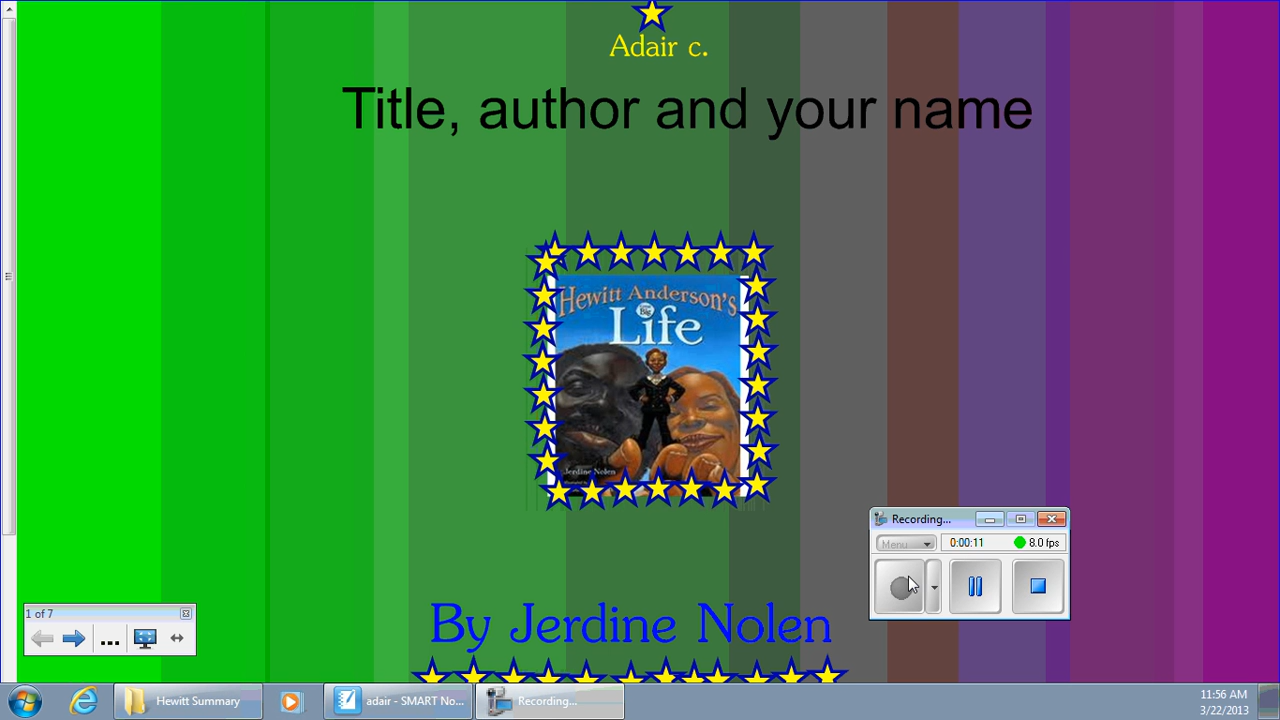 Adair c.
Title, author and your name
Hewitt Anderson's
Big
Life
Jerdine Nolen
By Jerdine Nolen
Recording...
Menu
0:00:11
8.0 fps
1 of 7
Hewitt Summary
adair - SMART No...
Recording...
11:56 AM
3/22/2013